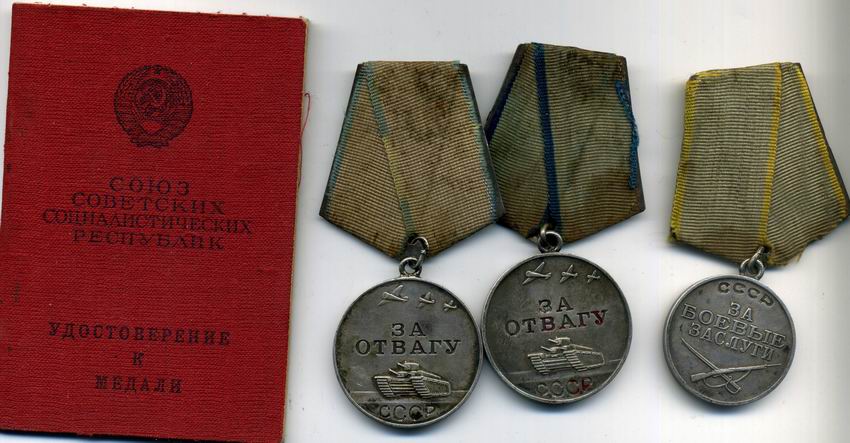 СОЮЗ
СОВЕТСКИХ
СОЦИАЛИСТИЧЕСКИХ
РЕСПУБЛИК
УДОСТОВЕРЕНИЕ
К
МЕДАЛИ
ЗА
ОТВАГУ
СССР
ЗА
ОТВАГУ
СССР
СССР
ЗА
БОЕВЫЕ
ЗАСЛУГИ